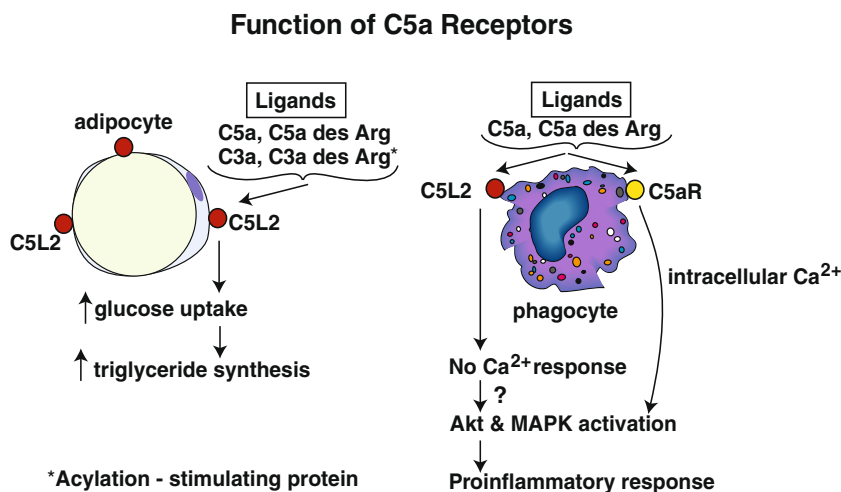 Function of C5a Receptors
Ligands
C5a, C5a des Arg
C3a, C3a des Arg*
adipocyte
C5L2
C5L2
glucose uptake
triglyceride synthesis
*Acylation - stimulating protein
Ligands
C5a, C5a des Arg
C5L2
C5aR
intracellular Ca2+
phagocyte
No Ca2+ response
?
Akt & MAPK activation
Proinflammatory response